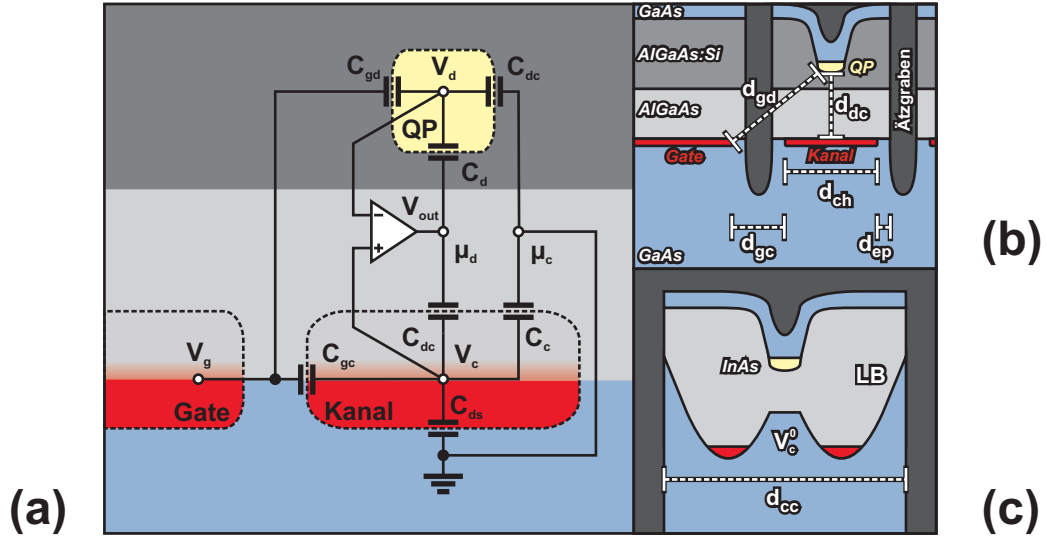 C_gd
V_d
C_dc
QP
C_d
V_out
−
+
μ_d
μ_c
C_dc
V_c
C_c
V_g
C_gc
Gate
Kanal
C_ds
(a)
GaAs
AlGaAs:Si
QP
d_gd
d_dc
AlGaAs
Ätzgraben
Gate
Kanal
d_ch
d_gc
d_ep
GaAs
(b)
InAs
LB
V_c^0
d_cc
(c)